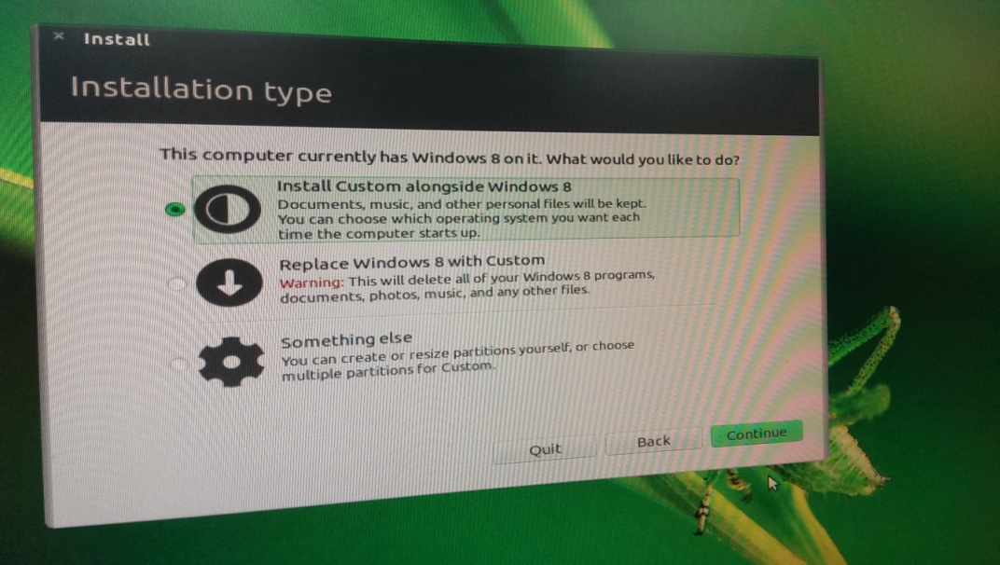 Install
Installation type
This computer currently has Windows 8 on it. What would you like to do?
Install Custom alongside Windows 8
Documents, music, and other personal files will be kept.
You can choose which operating system you want each
time the computer starts up.
Replace Windows 8 with Custom
Warning: This will delete all of your Windows 8 programs,
documents, photos, music, and any other files.
Something else
You can create or resize partitions yourself, or choose
multiple partitions for Custom.
Quit
Back
Continue